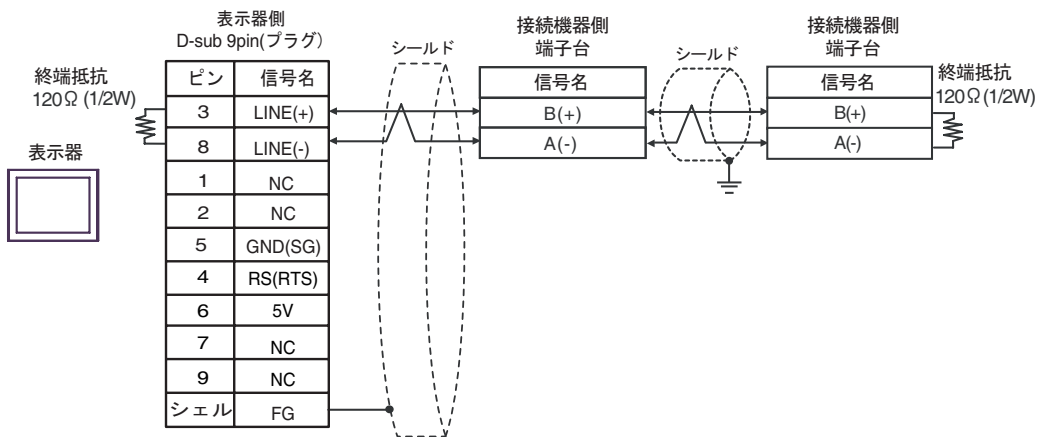 表示器側
D-sub 9pin(プラグ)
終端抵抗
120Ω (1/2W)
表示器
ピン 信号名
3 LINE(+)
8 LINE(-)
1 NC
2 NC
5 GND(SG)
4 RS(RTS)
6 5V
7 NC
9 NC
シェル FG
シールド
接続機器側
端子台
信号名
B(+)
A(-)
シールド
接続機器側
端子台
信号名
B(+)
A(-)
終端抵抗
120Ω(1/2W)